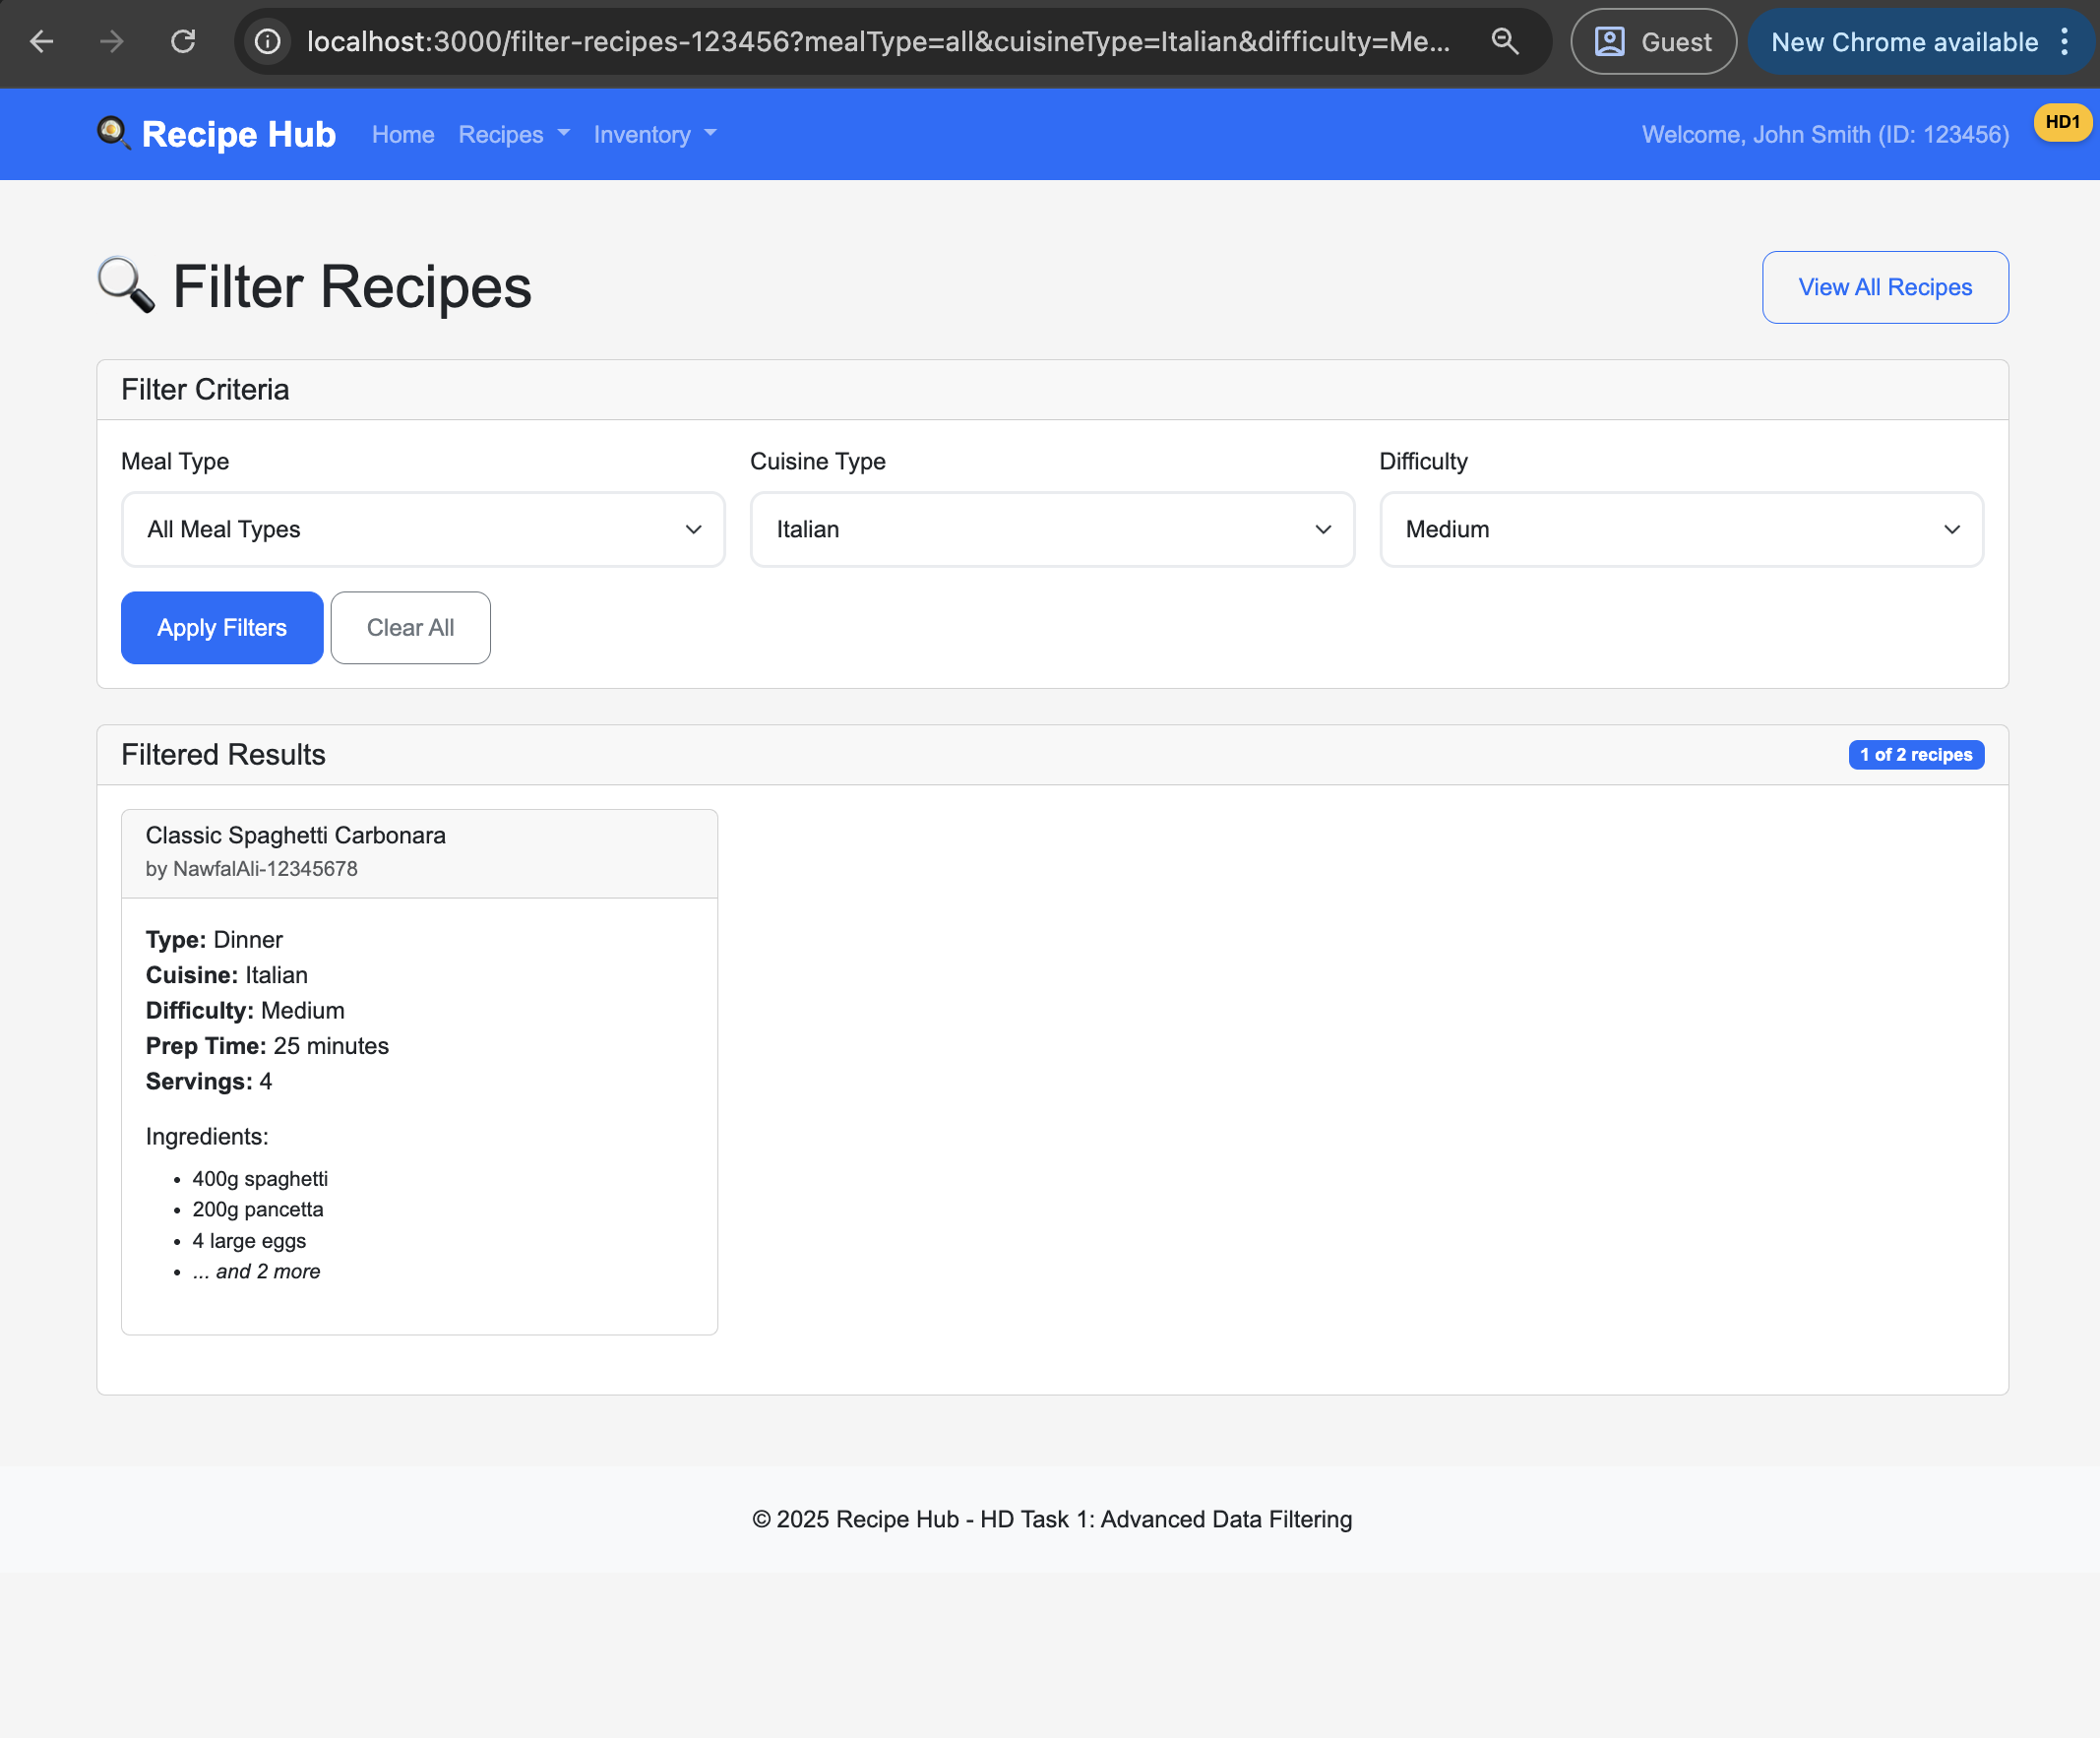 localhost:3000/filter-recipes-123456?mealType=all&cuisineType=Italian&difficulty=Me...
Guest
New Chrome available
Recipe Hub
Home
Recipes
Inventory
Welcome, John Smith (ID: 123456)
HD1
Filter Recipes
View All Recipes
Filter Criteria
Meal Type
Cuisine Type
Difficulty
All Meal Types
Italian
Medium
Apply Filters
Clear All
Filtered Results
1 of 2 recipes
Classic Spaghetti Carbonara
by NawfalAli-12345678
Type: Dinner
Cuisine: Italian
Difficulty: Medium
Prep Time: 25 minutes
Servings: 4
Ingredients:
• 400g spaghetti
• 200g pancetta
• 4 large eggs
• ... and 2 more
© 2025 Recipe Hub - HD Task 1: Advanced Data Filtering